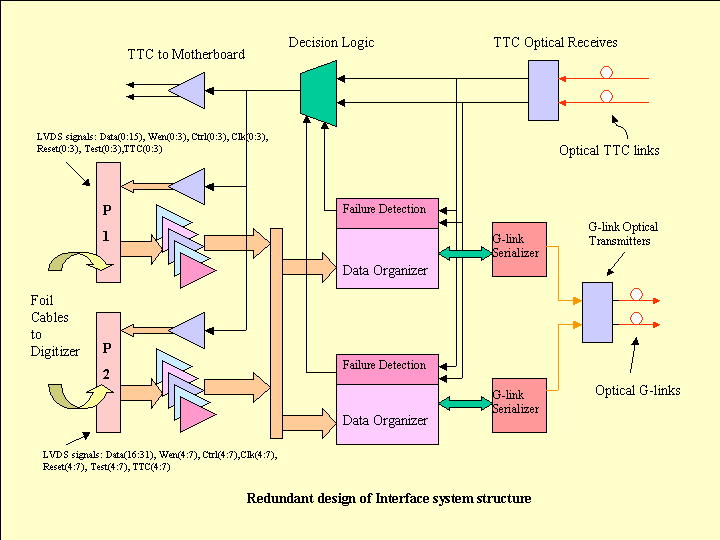 Decision Logic
TTC Optical Receives
TTC to Motherboard
LVDS signals: Data(0:15), Wen(0:3), Ctrl(0:3), Clk(0:3),
Reset(0:3), Test(0:3),TTC(0:3)
Optical TTC links
P
1
Failure Detection
Data Organizer
G-link
Serializer
G-link Optical
Transmitters
Foil
Cables
to
Digitizer
P
2
Failure Detection
Data Organizer
G-link
Serializer
Optical G-links
LVDS signals: Data(16:31), Wen(4:7), Ctrl(4:7),Clk(4:7),
Reset(4:7), Test(4:7), TTC(4:7)
Redundant design of Interface system structure